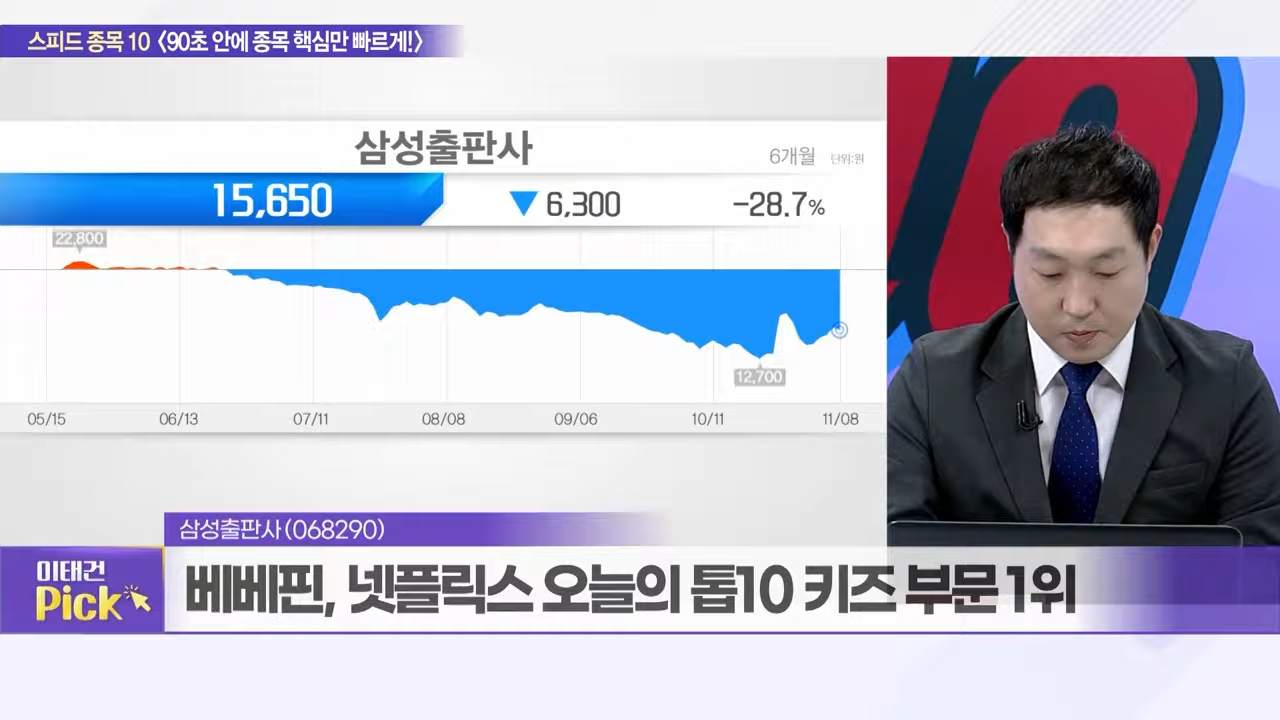 스피드 종목 10 〈90초 안에 종목 핵심만 빠르게!〉
삼성출판사
6개월 단위:원
15,650 ▼ 6,300 -28.7%
22,800
12,700
05/15 06/13 07/11 08/08 09/06 10/11 11/08
삼성출판사(068290)
이태건
Pick
베베핀, 넷플릭스 오늘의 톱10 키즈 부문 1위